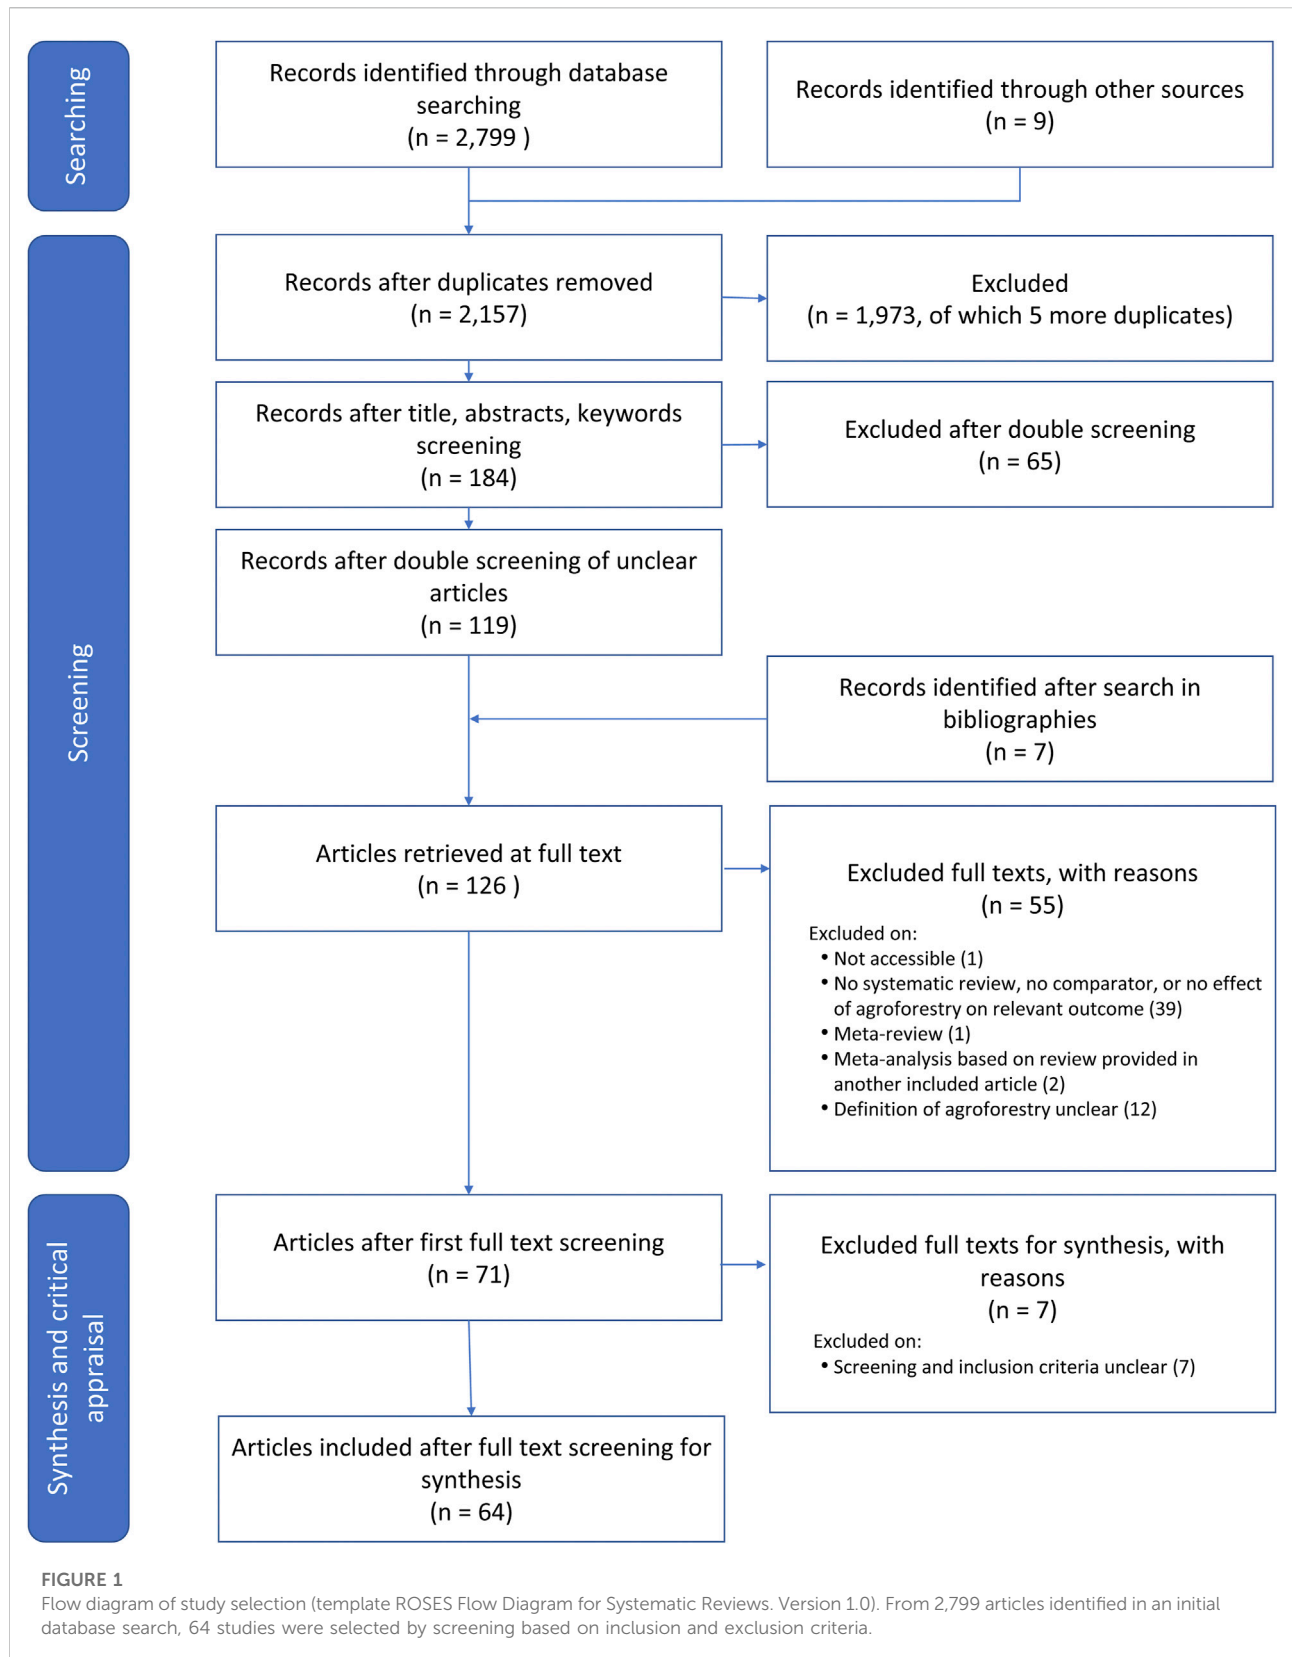 Searching
Records identified through database
searching
(n = 2,799 )
Records identified through other sources
(n = 9)
Screening
Records after duplicates removed
(n = 2,157)
Excluded
(n = 1,973, of which 5 more duplicates)
Records after title, abstracts, keywords
screening
(n = 184)
Excluded after double screening
(n = 65)
Records after double screening of unclear
articles
(n = 119)
Records identified after search in
bibliographies
(n = 7)
Articles retrieved at full text
(n = 126 )
Excluded full texts, with reasons
(n = 55)
Excluded on:
• Not accessible (1)
• No systematic review, no comparator, or no effect
of agroforestry on relevant outcome (39)
• Meta-review (1)
• Meta-analysis based on review provided in
another included article (2)
• Definition of agroforestry unclear (12)
Synthesis and critical
appraisal
Articles after first full text screening
(n = 71)
Excluded full texts for synthesis, with
reasons
(n = 7)
Excluded on:
• Screening and inclusion criteria unclear (7)
Articles included after full text screening for
synthesis
(n = 64)
FIGURE 1
Flow diagram of study selection (template ROSES Flow Diagram for Systematic Reviews. Version 1.0). From 2,799 articles identified in an initial
database search, 64 studies were selected by screening based on inclusion and exclusion criteria.